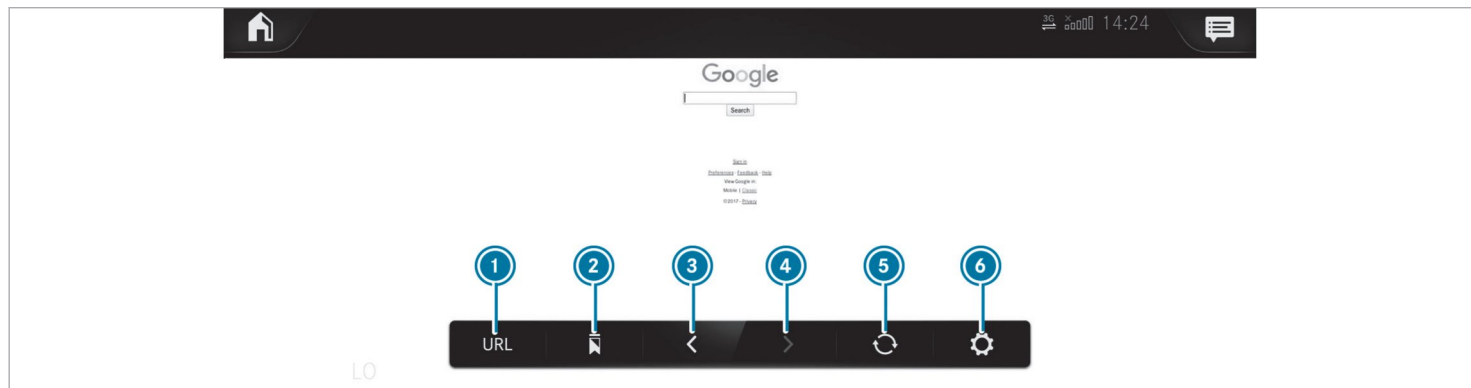 3G 14:24
Google
Search
Sign in
Preferences - Feedback - Help
View Google in:
Mobile | Classic
©2017 - Privacy
1 2 3 4 5 6
URL
LO